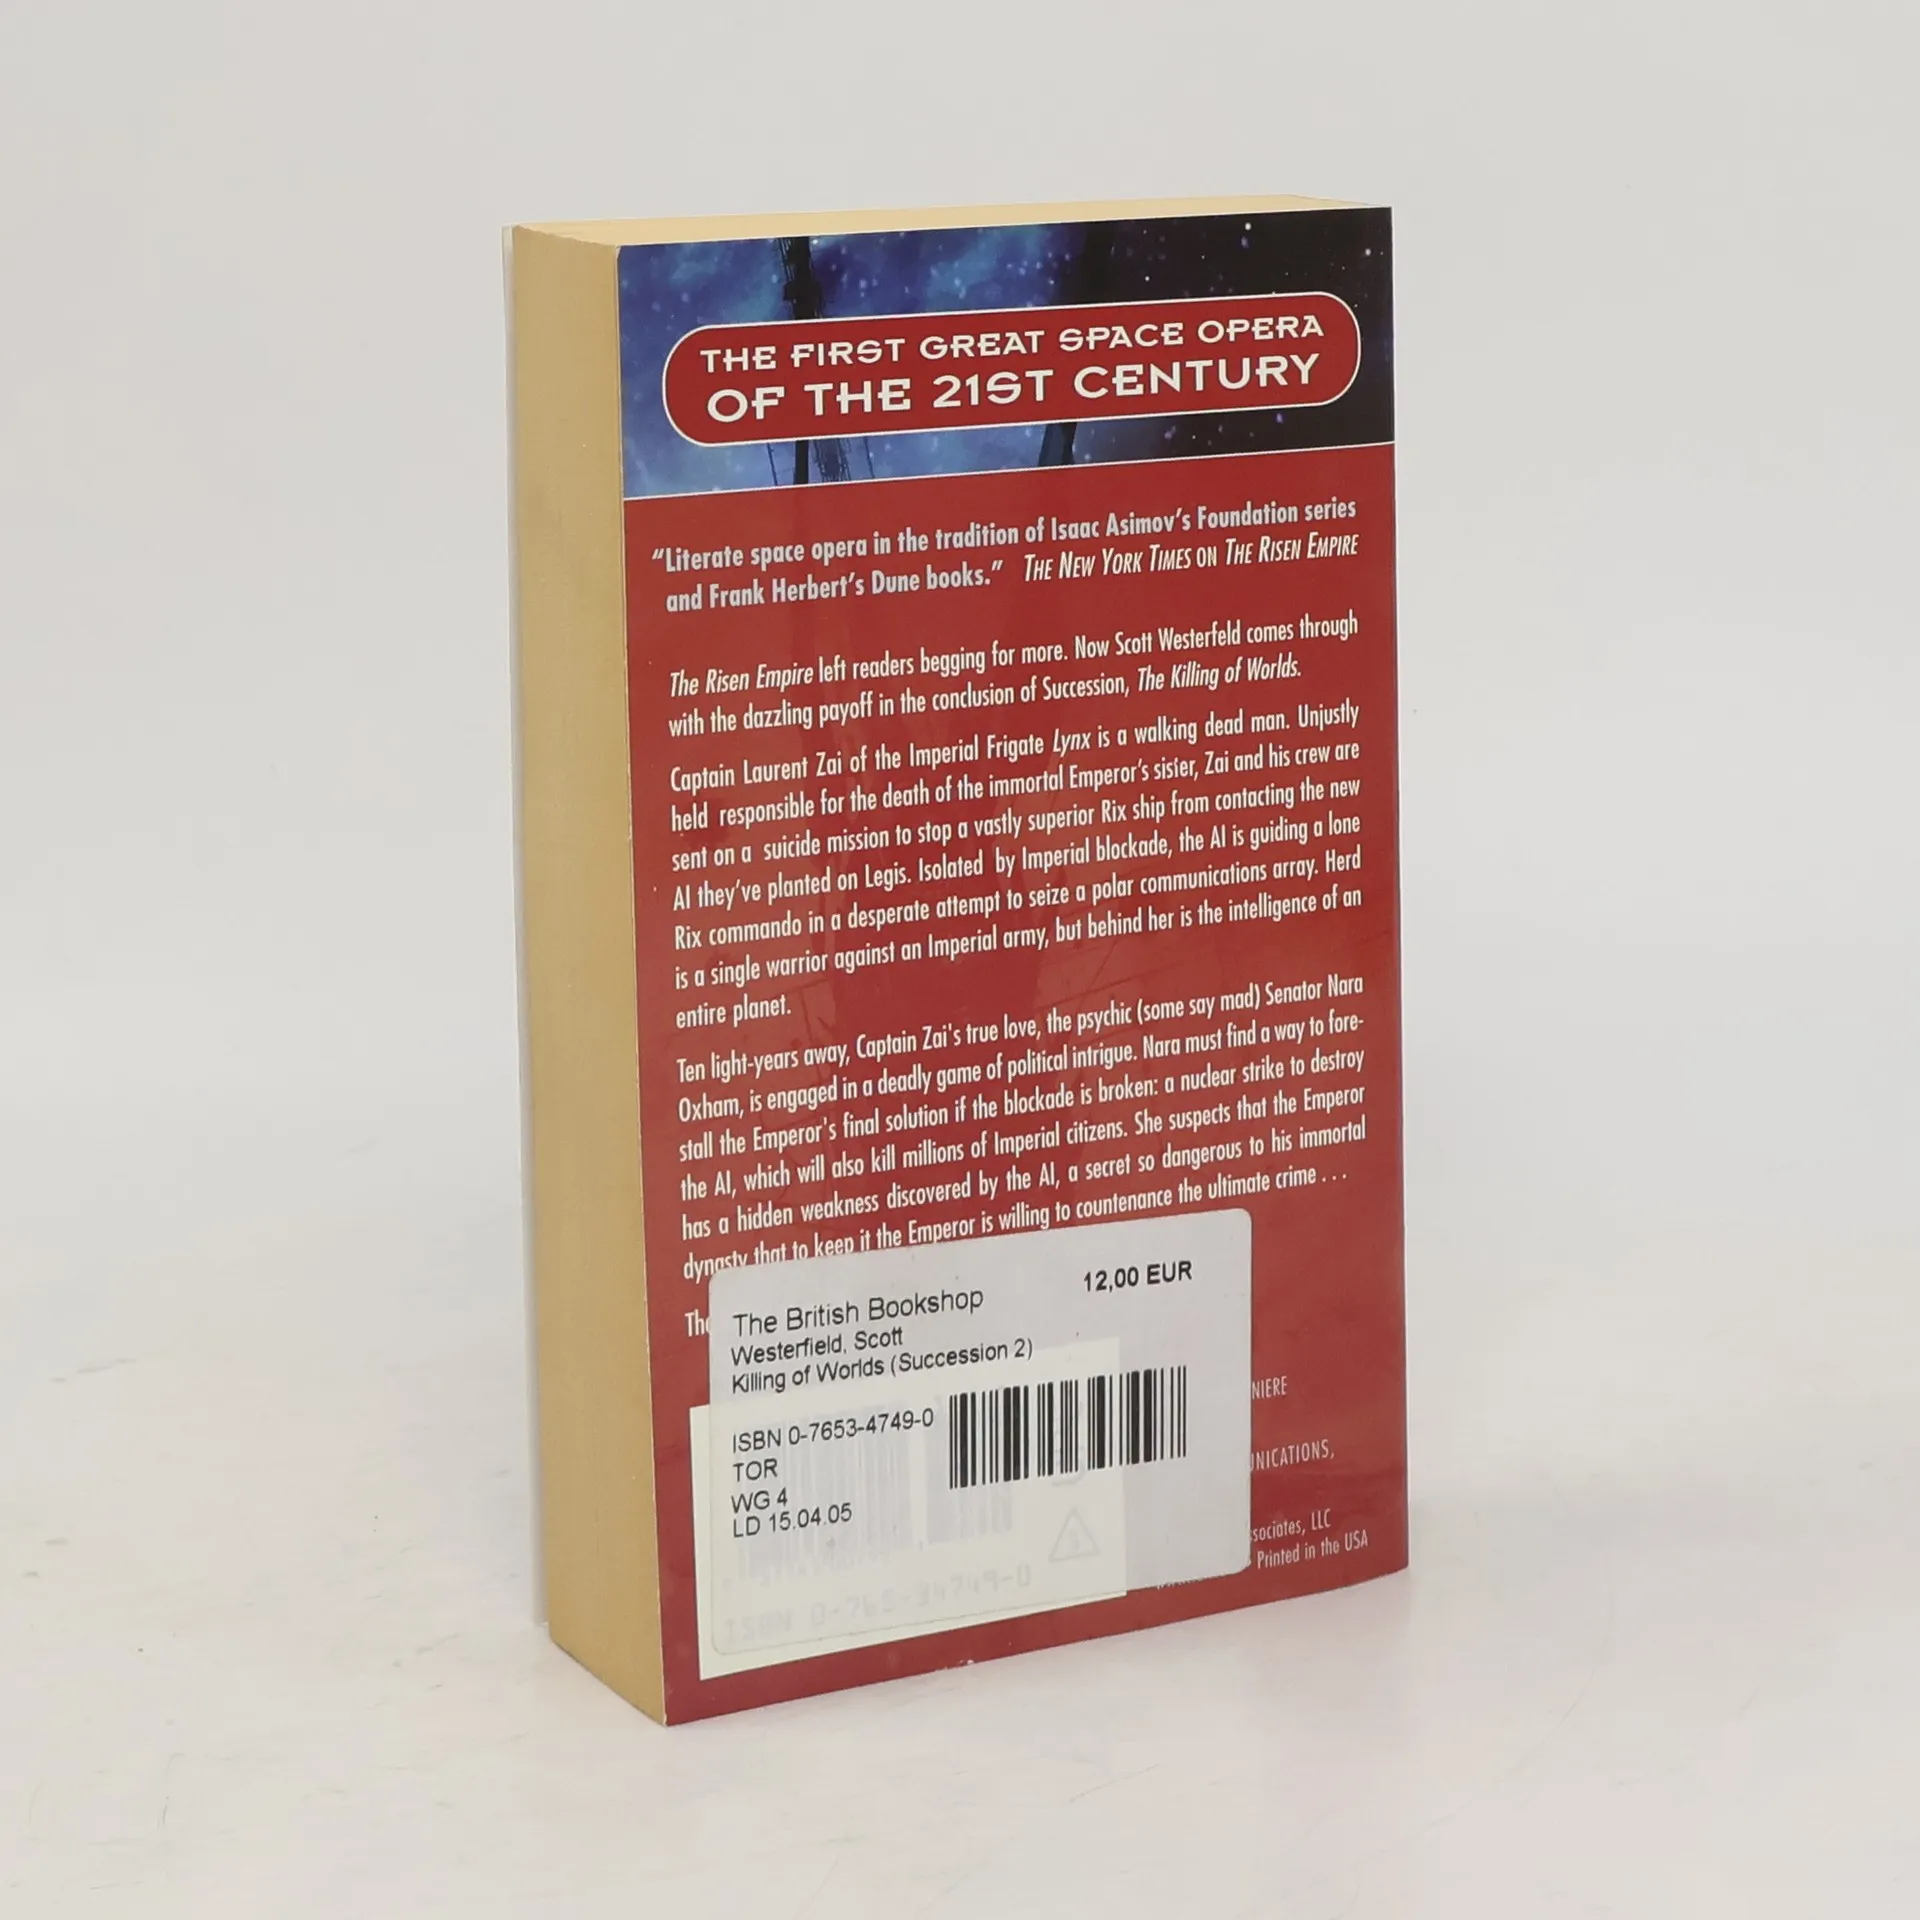 THE FIRST GREAT SPACE OPERA
OF THE 21ST CENTURY
“Literate space opera in the tradition of Isaac Asimov’s Foundation series
and Frank Herbert’s Dune books.” THE NEW YORK TIMES ON THE RISEN EMPIRE
The Risen Empire left readers begging for more. Now Scott Westerfeld comes through
with the dazzling payoff in the conclusion of Succession, The Killing of Worlds.
Captain Laurent Zai of the Imperial Frigate Lynx is a walking dead man. Unjustly
held responsible for the death of the immortal Emperor’s sister, Zai and his crew are
sent on a suicide mission to stop a vastly superior Rix ship from contacting the new
AI they’ve planted on Legis. Isolated by Imperial blockade, the AI is guiding a lone
Rix commando in a desperate attempt to seize a polar communications array. Herd
is a single warrior against an Imperial army, but behind her is the intelligence of an
entire planet.
Ten light-years away, Captain Zai's true love, the psychic (some say mad) Senator Nara
Oxham, is engaged in a deadly game of political intrigue. Nara must find a way to fore-
stall the Emperor's final solution if the blockade is broken: a nuclear strike to destroy
the AI, which will also kill millions of Imperial citizens. She suspects that the Emperor
has a hidden weakness discovered by the AI, a secret so dangerous to his immortal
dynasty that to keep it the Emperor is willing to countenance the ultimate crime . . .
The British Bookshop 12,00 EUR
Westerfield, Scott
Killing of Worlds (Succession 2)
ISBN 0-7653-4749-0
TOR
WG 4
LD 15.04.05
NIERE
NICATIONS,
sociates, LLC
Printed in the USA
ISBN 0-765-34749-0